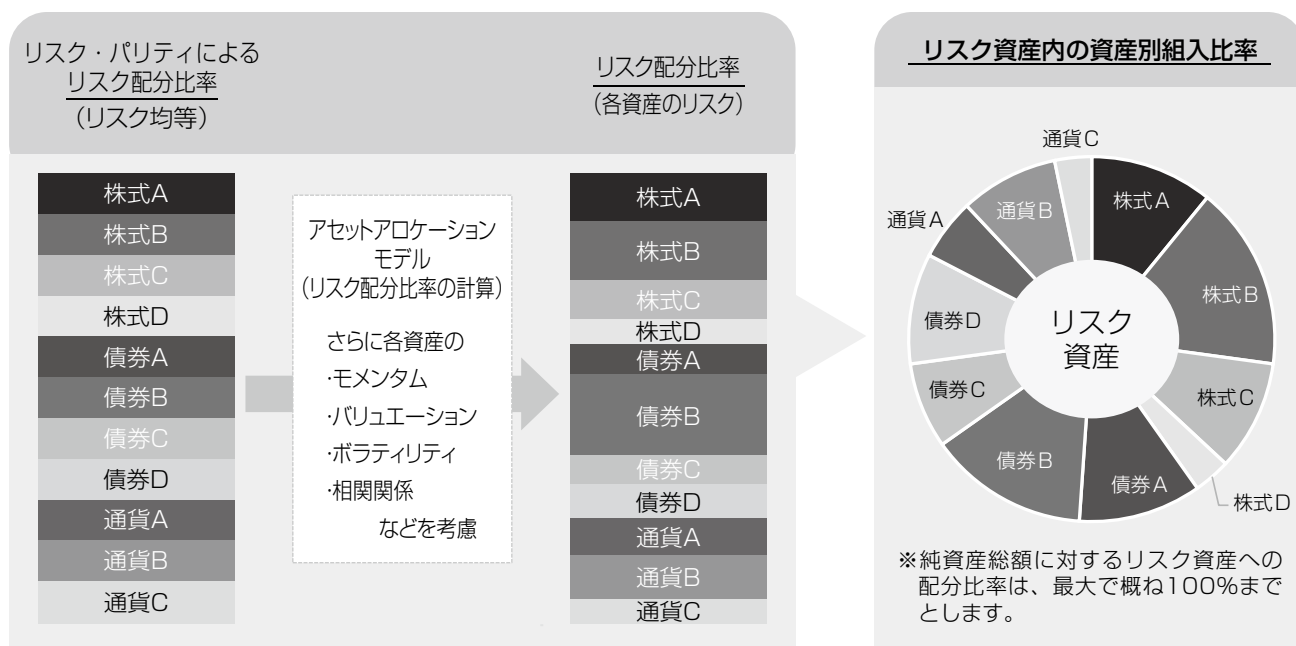 リスク・パリティによる
リスク配分比率
(リスク均等)
株式A
株式B
株式C
株式D
債券A
債券B
債券C
債券D
通貨A
通貨B
通貨C
アセットアロケーション
モデル
(リスク配分比率の計算)
さらに各資産の
・モメンタム
・バリュエーション
・ボラティリティ
・相関関係
などを考慮
リスク配分比率
(各資産のリスク)
株式A
株式B
株式C
株式D
債券A
債券B
債券C
債券D
通貨A
通貨B
通貨C
リスク資産内の資産別組入比率
通貨C
株式A
通貨B
通貨A
株式B
債券D
リスク
資産
債券C
株式C
債券B
債券A
株式D
※純資産総額に対するリスク資産への
配分比率は、最大で概ね100%まで
とします。